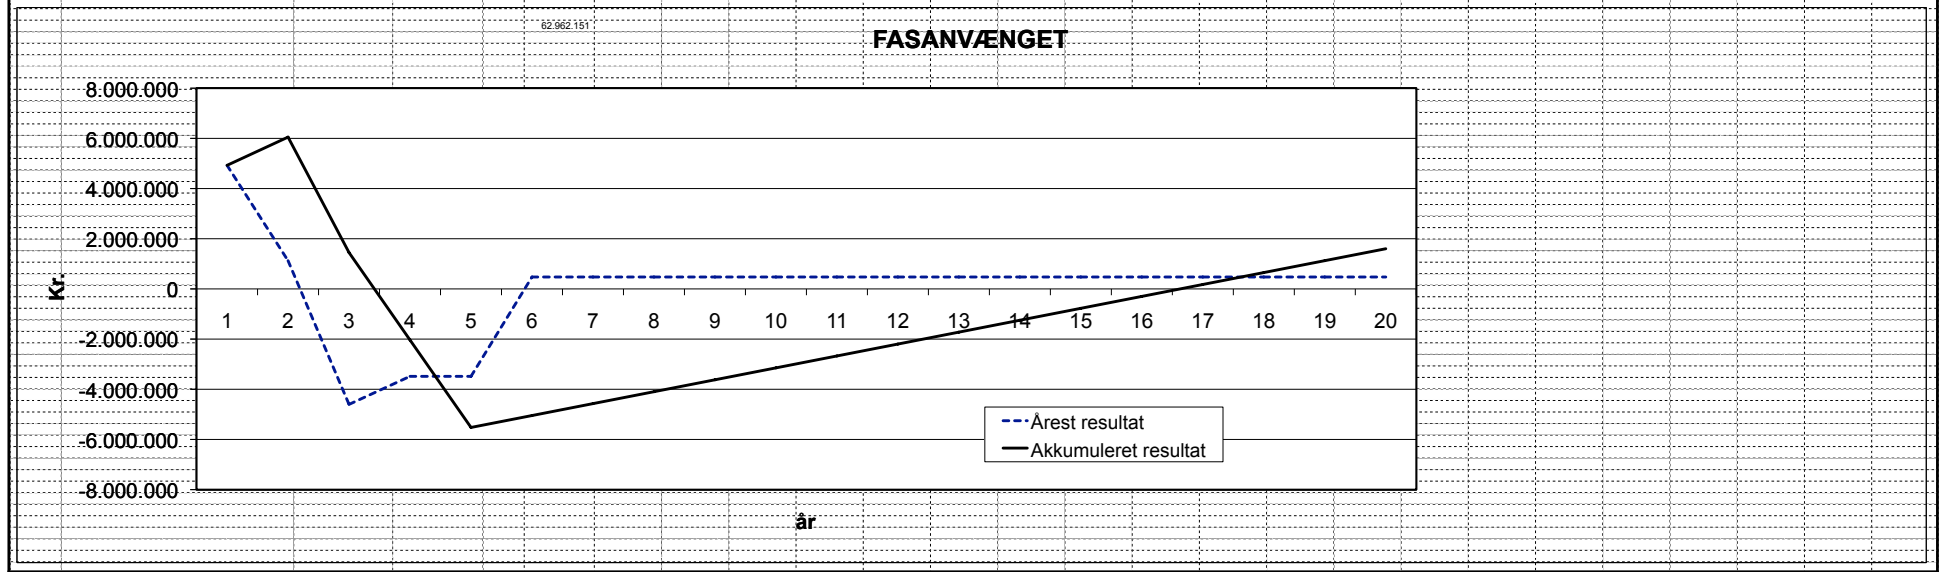 62.962.151
FASANVÆNGET
8.000.000
6.000.000
4.000.000
2.000.000
0
-2.000.000
-4.000.000
-6.000.000
-8.000.000
Kr.
1 2 3 4 5 6 7 8 9 10 11 12 13 14 15 16 17 18 19 20
Årest resultat
Akkumuleret resultat
år